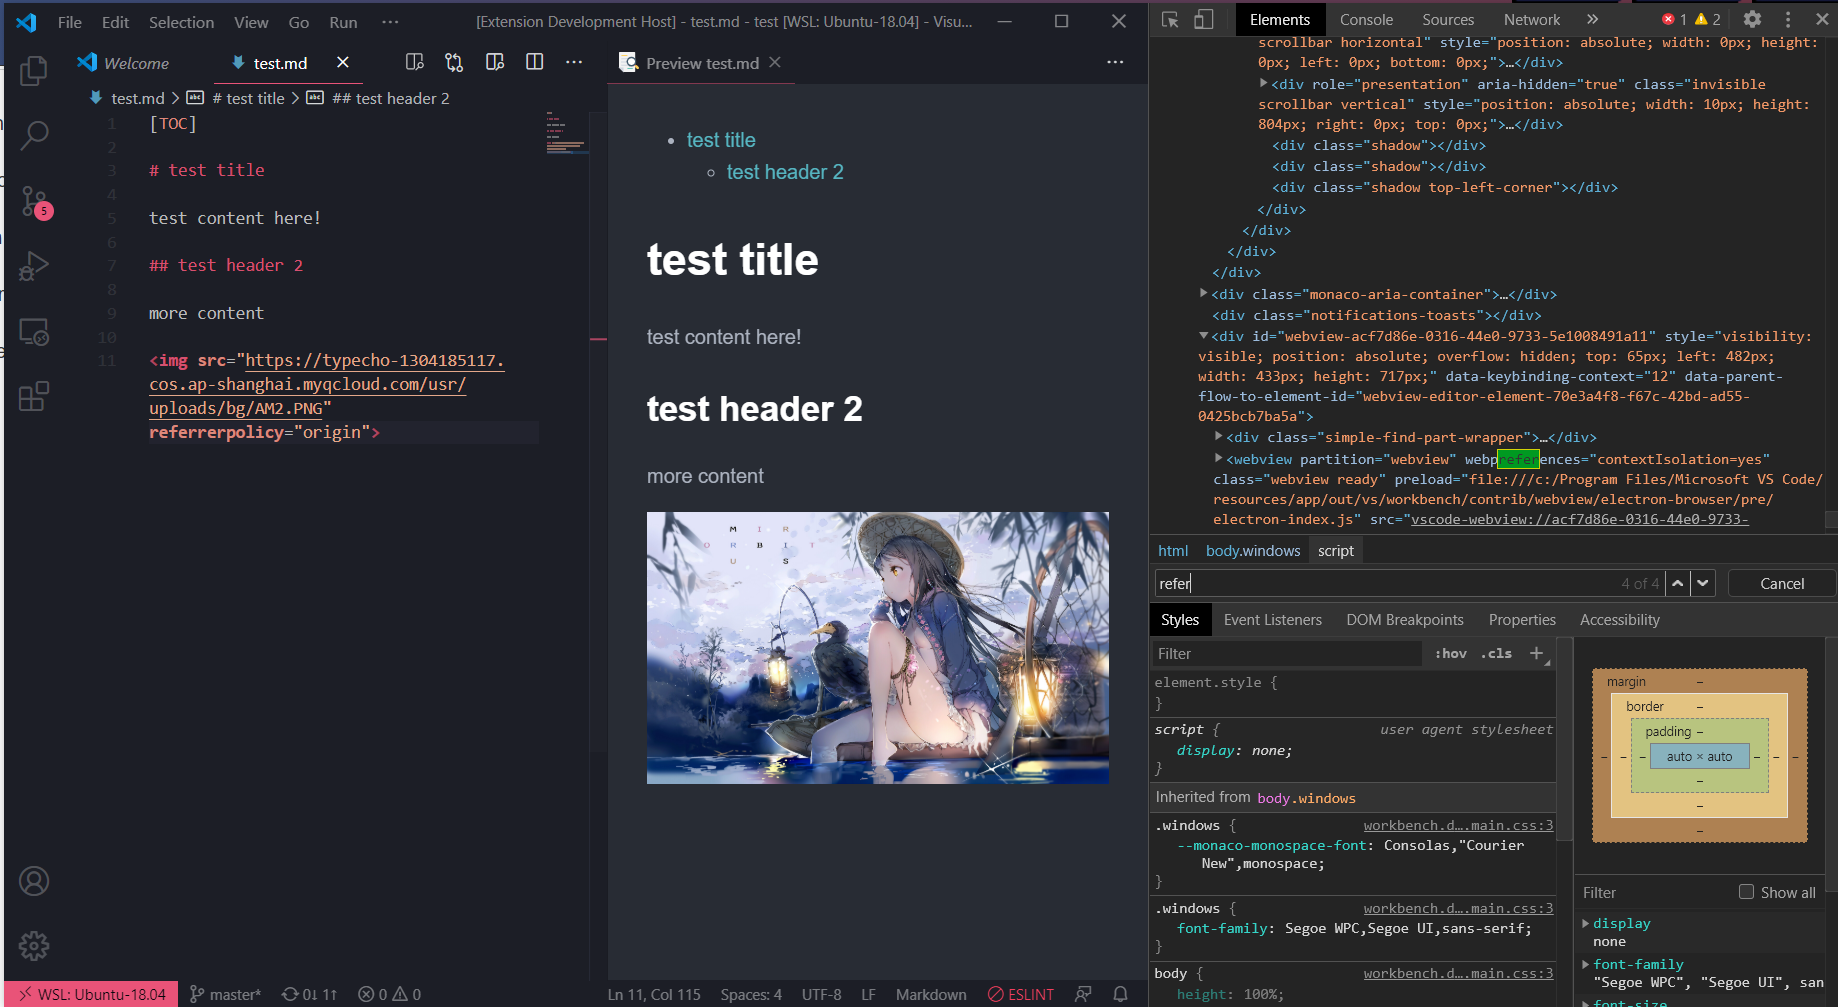 File Edit Selection View Go Run ··· [Extension Development Host] - test.md - test [WSL: Ubuntu-18.04] - Visu...
Welcome test.md
[TOC]
# test title
test content here!
## test header 2
more content
<img src="https://typecho-1304185117.
cos.ap-shanghai.myqcloud.com/usr/
uploads/bg/AM2.PNG"
referrerpolicy="origin">
test.md > # test title > ## test header 2
1
2
3
4
5
6
7
8
9
10
11
5
Preview test.md
• test title
◦ test header 2
test title
test content here!
test header 2
more content
M I R
O R B I T
U S
WSL: Ubuntu-18.04 master* 0↓ 1↑ 0 0 Ln 11, Col 115 Spaces: 4 UTF-8 LF Markdown ESLINT
Elements Console Sources Network » 1 2
scrollbar horizontal" style="position: absolute; width: 0px; height:
0px; left: 0px; bottom: 0px;">…</div>
<div role="presentation" aria-hidden="true" class="invisible
scrollbar vertical" style="position: absolute; width: 10px; height:
804px; right: 0px; top: 0px;">…</div>
<div class="shadow"></div>
<div class="shadow"></div>
<div class="shadow top-left-corner"></div>
</div>
</div>
</div>
</div>
<div class="monaco-aria-container">…</div>
<div class="notifications-toasts"></div>
<div id="webview-acf7d86e-0316-44e0-9733-5e1008491a11" style="visibility:
visible; position: absolute; overflow: hidden; top: 65px; left: 482px;
width: 433px; height: 717px;" data-keybinding-context="12" data-parent-
flow-to-element-id="webview-editor-element-70e3a4f8-f67c-42bd-ad55-
0425bcb7ba5a">
<div class="simple-find-part-wrapper">…</div>
<webview partition="webview" webpreferences="contextIsolation=yes"
class="webview ready" preload="file:///c:/Program Files/Microsoft VS Code/
resources/app/out/vs/workbench/contrib/webview/electron-browser/pre/
electron-index.js" src="vscode-webview://acf7d86e-0316-44e0-9733-
html body.windows script
refer 4 of 4 Cancel
Styles Event Listeners DOM Breakpoints Properties Accessibility
Filter :hov .cls +
element.style {
}
script { user agent stylesheet
display: none;
}
Inherited from body.windows
.windows { workbench.d….main.css:3
--monaco-monospace-font: Consolas,"Courier
New",monospace;
}
.windows { workbench.d….main.css:3
font-family: Segoe WPC,Segoe UI,sans-serif;
}
body { workbench.d….main.css:3
height: 100%;
margin –
border –
padding –
– – – auto × auto – – –
–
–
–
Filter Show all
display
none
font-family
"Segoe WPC", "Segoe UI", san
font-size